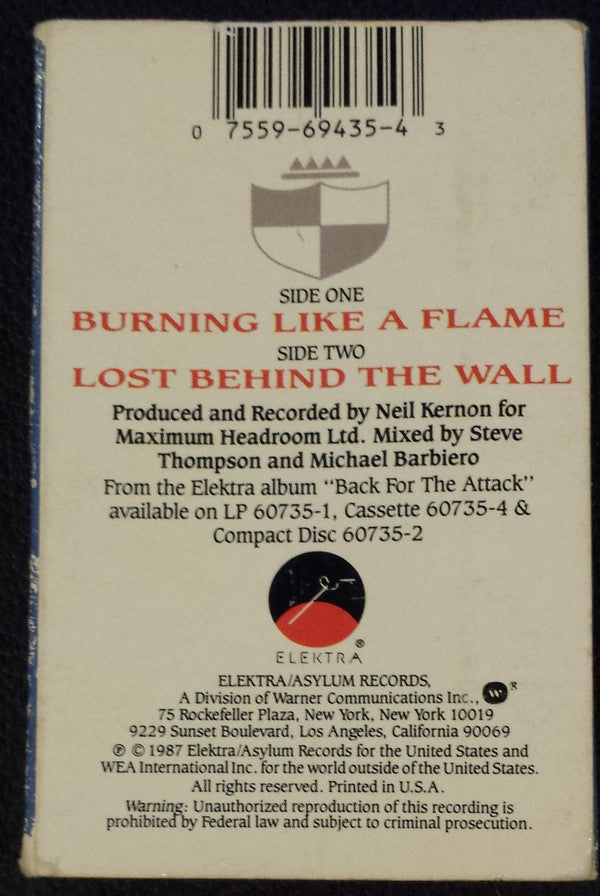 0 7559-69435-4 3
SIDE ONE
BURNING LIKE A FLAME
SIDE TWO
LOST BEHIND THE WALL
Produced and Recorded by Neil Kernon for
Maximum Headroom Ltd. Mixed by Steve
Thompson and Michael Barbiero
From the Elektra album “Back For The Attack”
available on LP 60735-1, Cassette 60735-4 &
Compact Disc 60735-2
ELEKTRA®
ELEKTRA/ASYLUM RECORDS,
A Division of Warner Communications Inc.,
75 Rockefeller Plaza, New York, New York 10019
9229 Sunset Boulevard, Los Angeles, California 90069
℗ © 1987 Elektra/Asylum Records for the United States and
WEA International Inc. for the world outside of the United States.
All rights reserved. Printed in U.S.A.
Warning: Unauthorized reproduction of this recording is
prohibited by Federal law and subject to criminal prosecution.